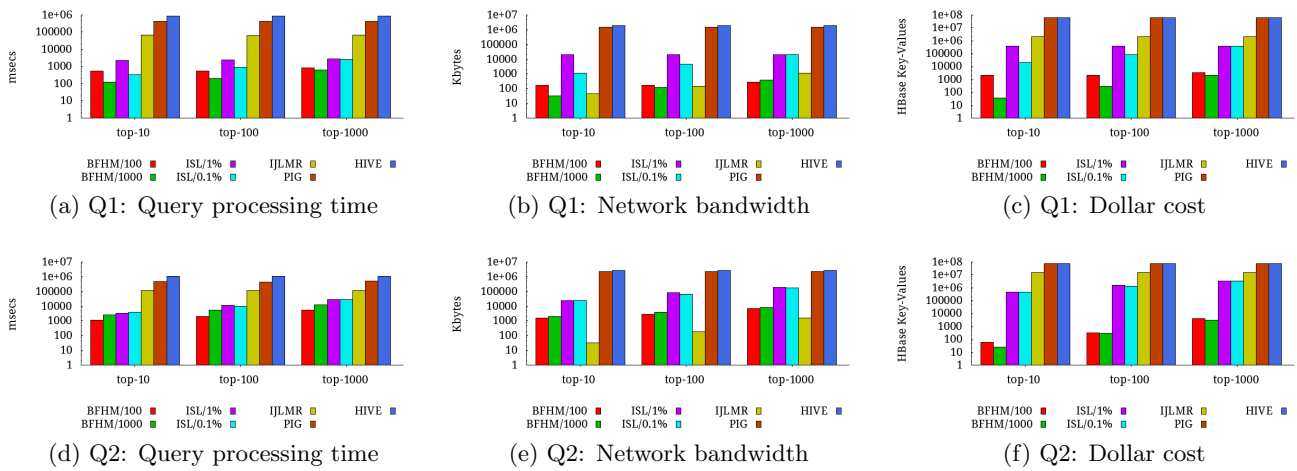 msecs
1e+06
100000
10000
1000
100
10
1
top-10 top-100 top-1000
BFHM/100 ISL/1% IJLMR HIVE
BFHM/1000 ISL/0.1% PIG
(a) Q1: Query processing time
Kbytes
1e+07
1e+06
100000
10000
1000
100
10
1
top-10 top-100 top-1000
BFHM/100 ISL/1% IJLMR HIVE
BFHM/1000 ISL/0.1% PIG
(b) Q1: Network bandwidth
HBase Key-Values
1e+08
1e+07
1e+06
100000
10000
1000
100
10
1
top-10 top-100 top-1000
BFHM/100 ISL/1% IJLMR HIVE
BFHM/1000 ISL/0.1% PIG
(c) Q1: Dollar cost
msecs
1e+07
1e+06
100000
10000
1000
100
10
1
top-10 top-100 top-1000
BFHM/100 ISL/1% IJLMR HIVE
BFHM/1000 ISL/0.1% PIG
(d) Q2: Query processing time
Kbytes
1e+07
1e+06
100000
10000
1000
100
10
1
top-10 top-100 top-1000
BFHM/100 ISL/1% IJLMR HIVE
BFHM/1000 ISL/0.1% PIG
(e) Q2: Network bandwidth
HBase Key-Values
1e+08
1e+07
1e+06
100000
10000
1000
100
10
1
top-10 top-100 top-1000
BFHM/100 ISL/1% IJLMR HIVE
BFHM/1000 ISL/0.1% PIG
(f) Q2: Dollar cost